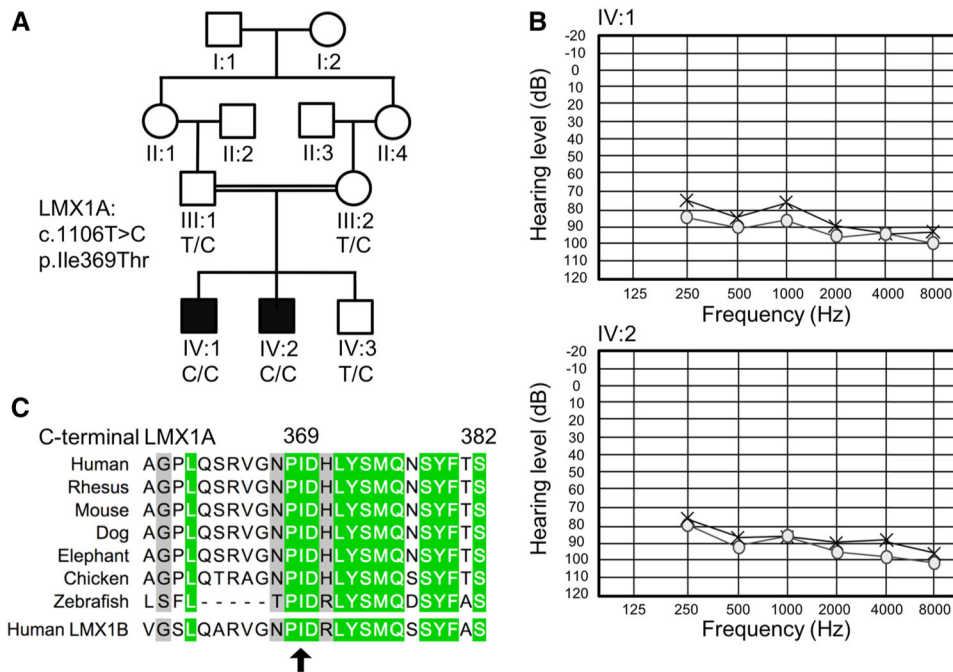 A
I:1 I:2
II:1 II:2 II:3 II:4
LMX1A:
c.1106T>C
p.Ile369Thr
III:1 III:2
T/C T/C
IV:1 IV:2 IV:3
C/C C/C T/C
B
IV:1
Hearing level (dB)
-20
-10
0
10
20
30
40
50
60
70
80
90
100
110
120
125 250 500 1000 2000 4000 8000
Frequency (Hz)
IV:2
Hearing level (dB)
-20
-10
0
10
20
30
40
50
60
70
80
90
100
110
120
125 250 500 1000 2000 4000 8000
Frequency (Hz)
C
C-terminal LMX1A 369 382
Human AGPLQSRVGNPIDHLYSMQNSYFTS
Rhesus AGPLQSRVGNPIDHLYSMQNSYFTS
Mouse AGPLQSRVGNPIDHLYSMQNSYFTS
Dog AGPLQSRVGNPIDHLYSMQNSYFTS
Elephant AGPLQSRVGNPIDHLYSMQNSYFTS
Chicken AGPLQTRAGNPIDHLYSMQSSYFTS
Zebrafish LSFL-----TPIDRLYSMQDSYFAS
Human LMX1B VGSLQARVGNPIDRLYSMQSSYFAS